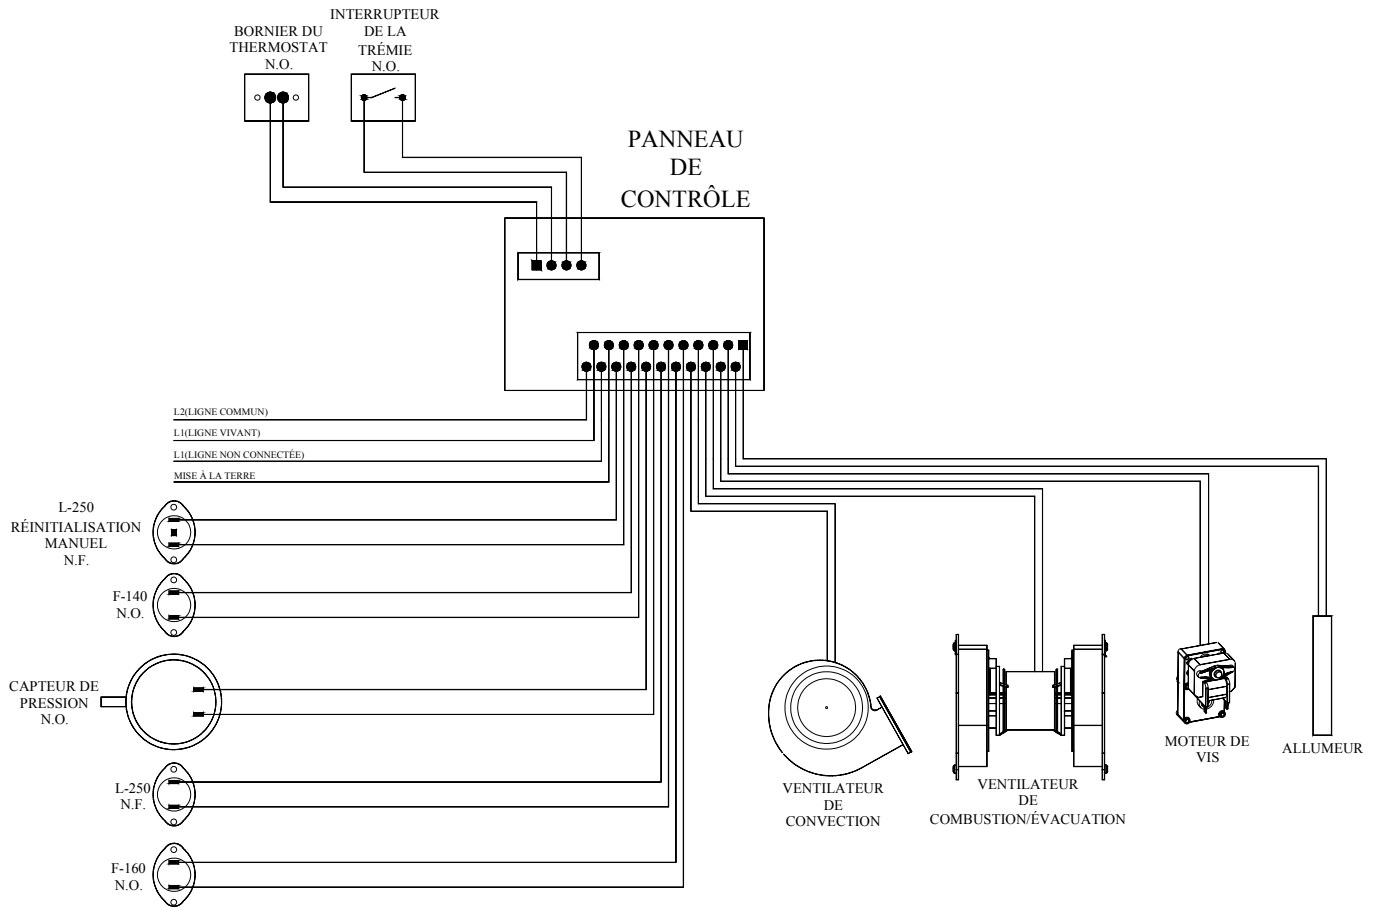 BORNIER DU
THERMOSTAT
N.O.
INTERRUPTEUR
DE LA
TRÉMIE
N.O.
PANNEAU
DE
CONTRÔLE
L2(LIGNE COMMUN)
L1(LIGNE VIVANT)
L1(LIGNE NON CONNECTÉE)
MISE À LA TERRE
L-250
RÉINITIALISATION
MANUEL
N.F.
F-140
N.O.
CAPTEUR DE
PRESSION
N.O.
L-250
N.F.
F-160
N.O.
VENTILATEUR
DE
CONVECTION
VENTILATEUR
DE
COMBUSTION/ÉVACUATION
MOTEUR DE
VIS
ALLUMEUR